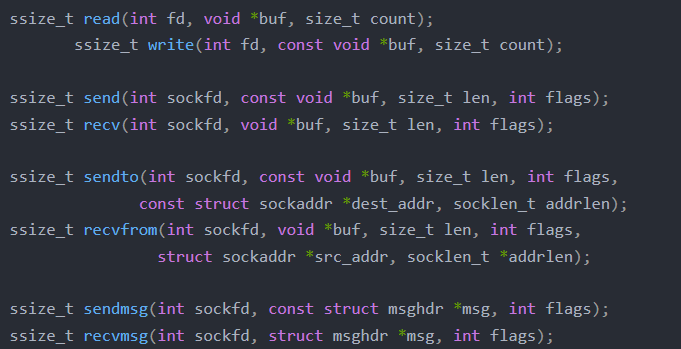 ssize_t read(int fd, void *buf, size_t count);
ssize_t write(int fd, const void *buf, size_t count);
ssize_t send(int sockfd, const void *buf, size_t len, int flags);
ssize_t recv(int sockfd, void *buf, size_t len, int flags);
ssize_t sendto(int sockfd, const void *buf, size_t len, int flags,
const struct sockaddr *dest_addr, socklen_t addrlen);
ssize_t recvfrom(int sockfd, void *buf, size_t len, int flags,
struct sockaddr *src_addr, socklen_t *addrlen);
ssize_t sendmsg(int sockfd, const struct msghdr *msg, int flags);
ssize_t recvmsg(int sockfd, struct msghdr *msg, int flags);